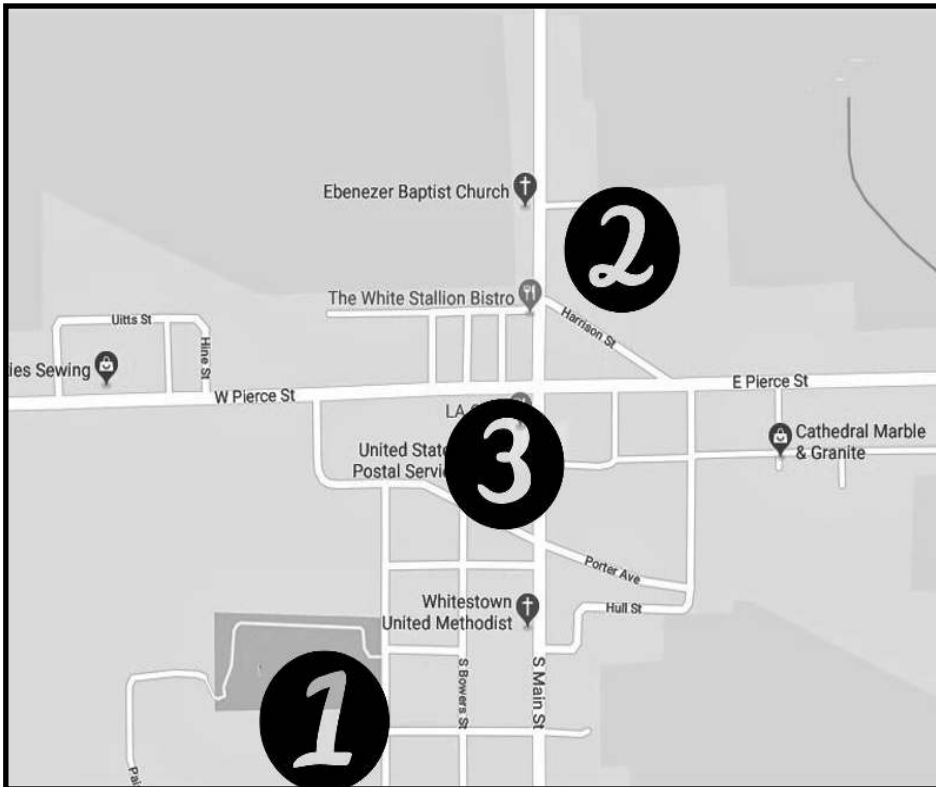 Ebenezer Baptist Church
2
The White Stallion Bistro
Harrison St
Uitts St
Hine St
Sewing
W Pierce St
E Pierce St
LA
Cathedral Marble
& Granite
United
Postal
3
Porter Ave
Whitestown
United Methodist
Hull St
S Bowers St
S Main St
1